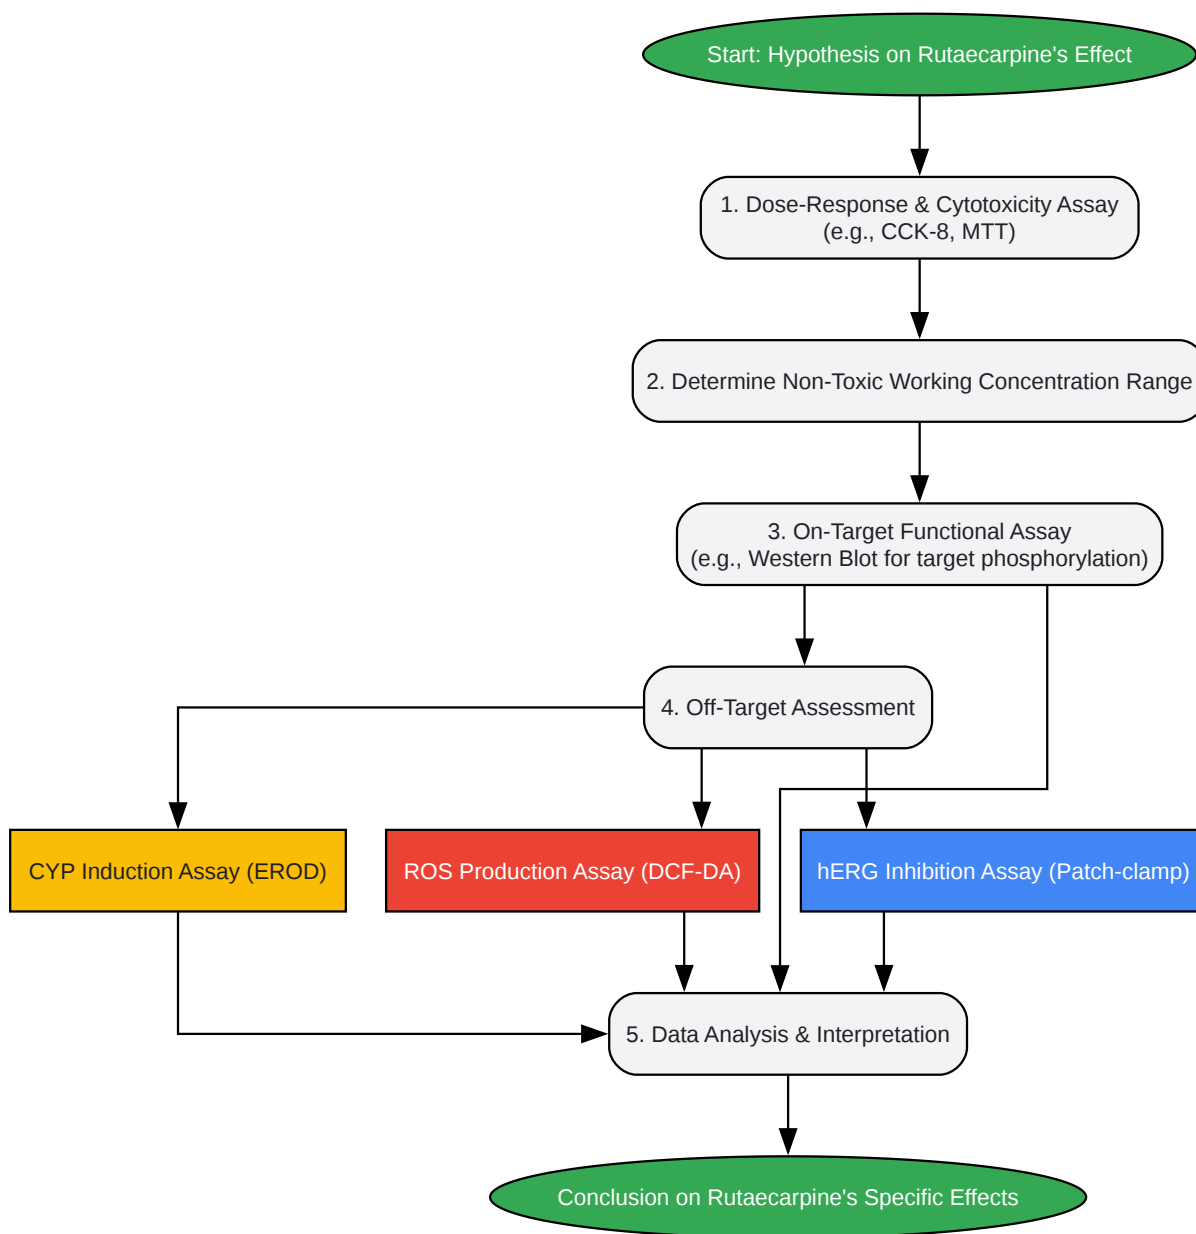 Start: Hypothesis on Rutaecarpine's Effect
1. Dose-Response & Cytotoxicity Assay
(e.g., CCK-8, MTT)
2. Determine Non-Toxic Working Concentration Range
3. On-Target Functional Assay
(e.g., Western Blot for target phosphorylation)
4. Off-Target Assessment
CYP Induction Assay (EROD)
ROS Production Assay (DCF-DA)
hERG Inhibition Assay (Patch-clamp)
5. Data Analysis & Interpretation
Conclusion on Rutaecarpine's Specific Effects